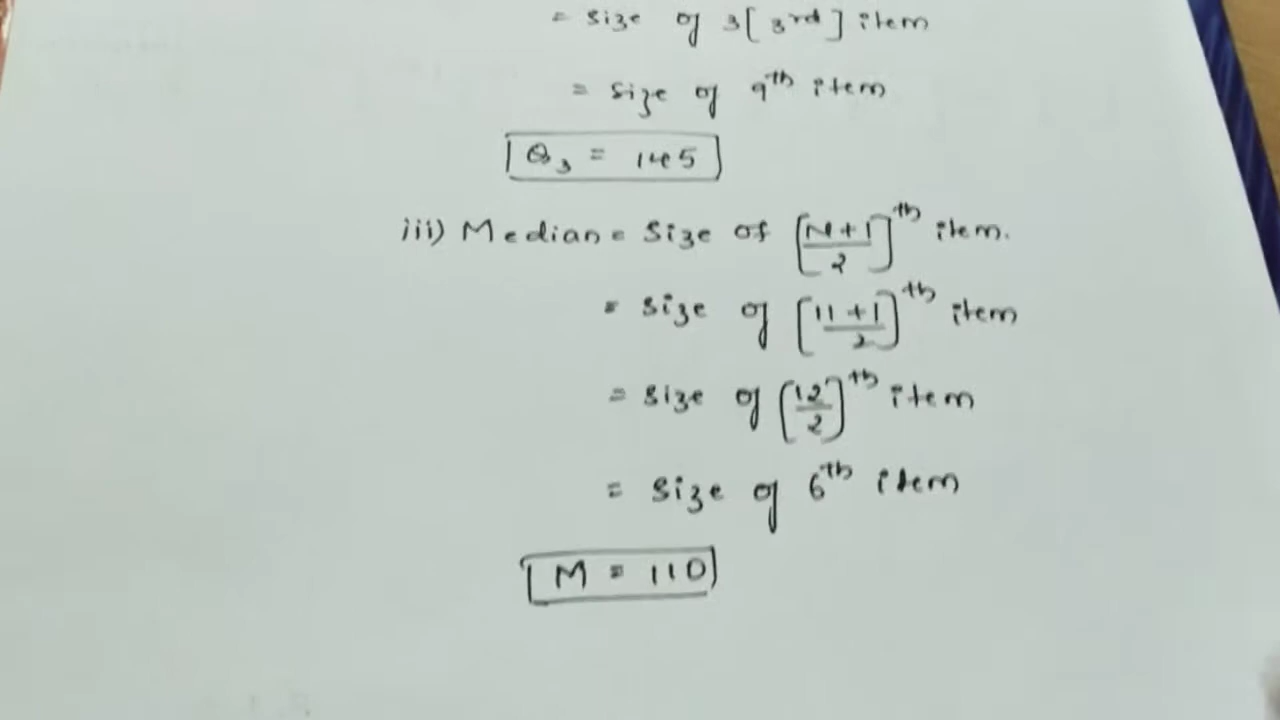 = Size of 3[3rd] item
= Size of 9th item
Q3 = 145
iii) Median = Size of [N+1/2]th item.
= Size of [11+1/2]th item
= Size of [12/2]th item
= Size of 6th item
M = 110